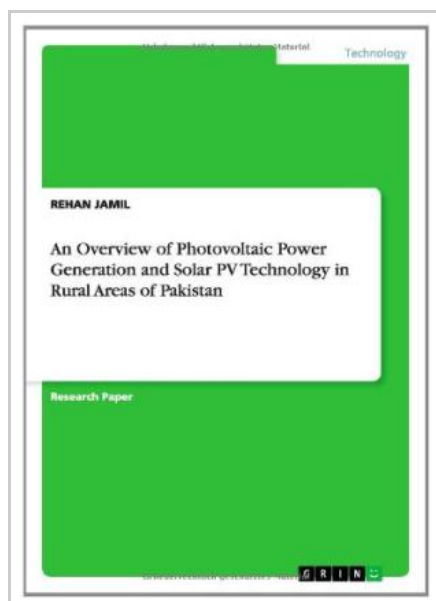 Technology
REHAN JAMIL
An Overview of Photovoltaic Power
Generation and Solar PV Technology in
Rural Areas of Pakistan
Research Paper
GRIN